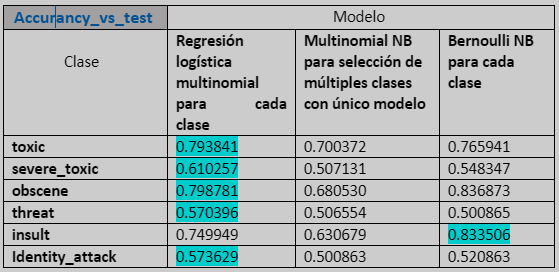 Accurancy_vs_test Modelo
Clase Regresión logística multinomial para cada clase Multinomial NB para selección de múltiples clases con único modelo Bernoulli NB para cada clase
toxic 0.793841 0.700372 0.765941
severe_toxic 0.610257 0.507131 0.548347
obscene 0.798781 0.680530 0.836873
threat 0.570396 0.506554 0.500865
insult 0.749949 0.630679 0.833506
Identity_attack 0.573629 0.500863 0.520863